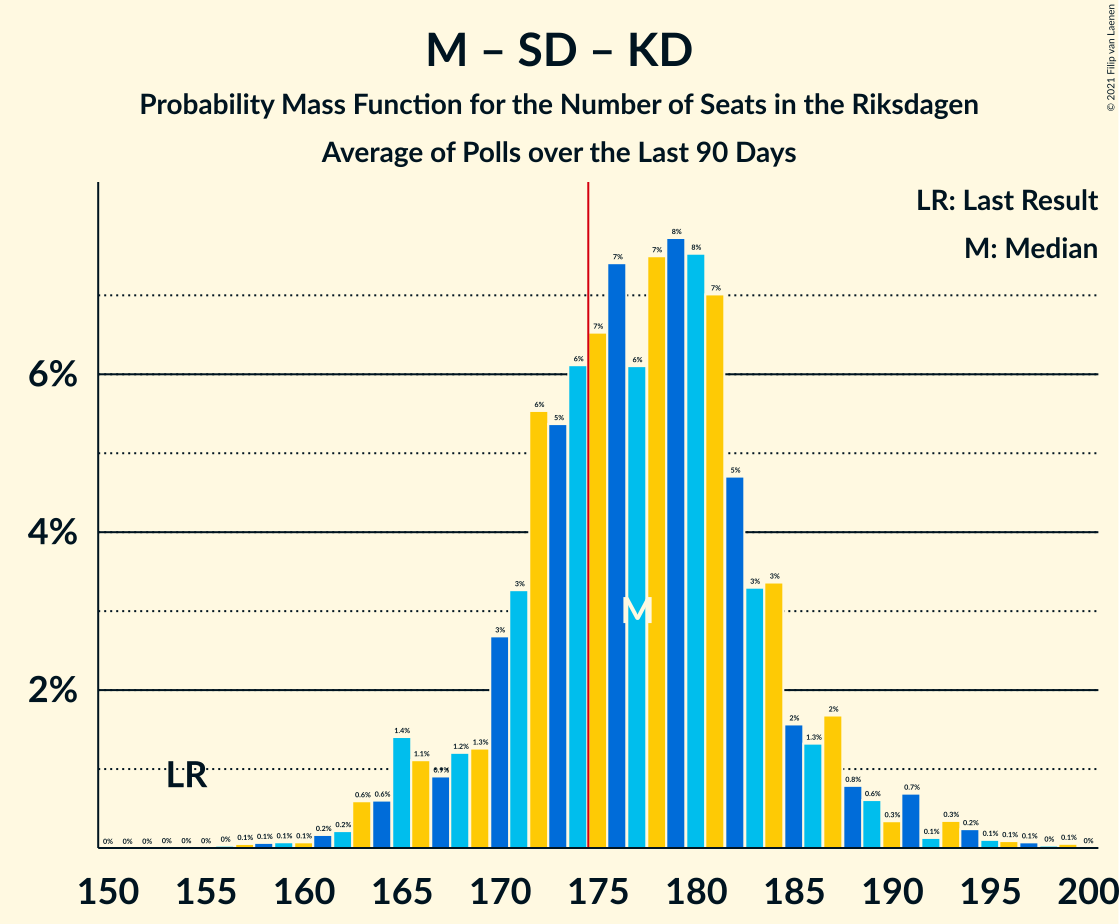 M – SD – KD
Probability Mass Function for the Number of Seats in the Riksdagen
Average of Polls over the Last 90 Days
© 2021 Filip van Laenen
LR: Last Result
M: Median
6%
4%
2%
LR
M
0% 0% 0% 0% 0% 0% 0% 0.1% 0.1% 0.1% 0.1% 0.2% 0.2% 0.6% 0.6% 1.4% 1.1% 0.9% 1.2% 1.3% 3% 3% 6% 5% 6% 7% 7% 6% 7% 8% 8% 7% 5% 3% 3% 2% 1.3% 2% 0.8% 0.6% 0.3% 0.7% 0.1% 0.3% 0.2% 0.1% 0.1% 0.1% 0% 0.1% 0%
150 155 160 165 170 175 180 185 190 195 200